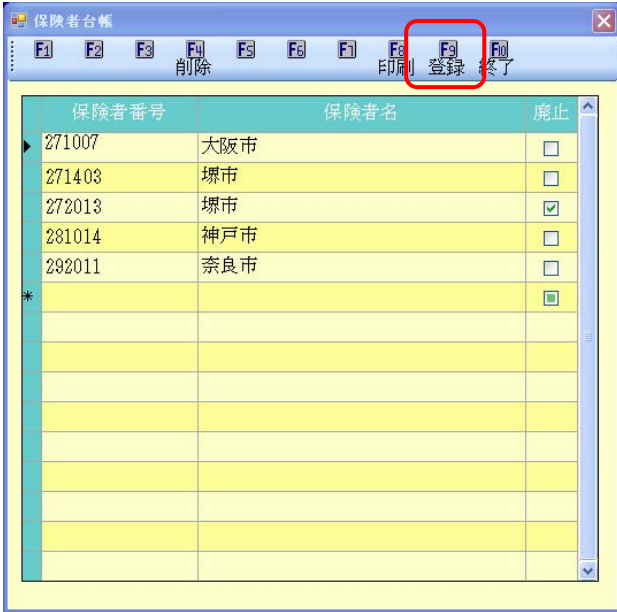 保険者台帳
F1 F2 F3 F4 F5 F6 F7 F8 F9 F10
削除 印刷 登録 終了
保険者番号 保険者名 廃止
271007 大阪市
271403 堺市
272013 堺市
281014 神戸市
292011 奈良市
*